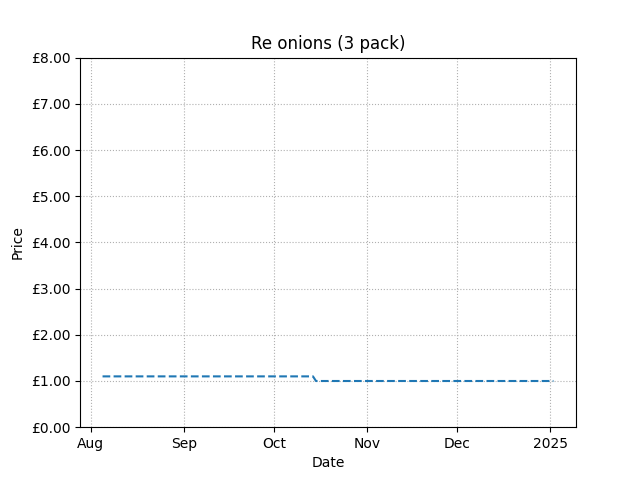 Re onions (3 pack)
£8.00
£7.00
£6.00
£5.00
£4.00
£3.00
£2.00
£1.00
£0.00
Price
Aug Sep Oct Nov Dec 2025
Date